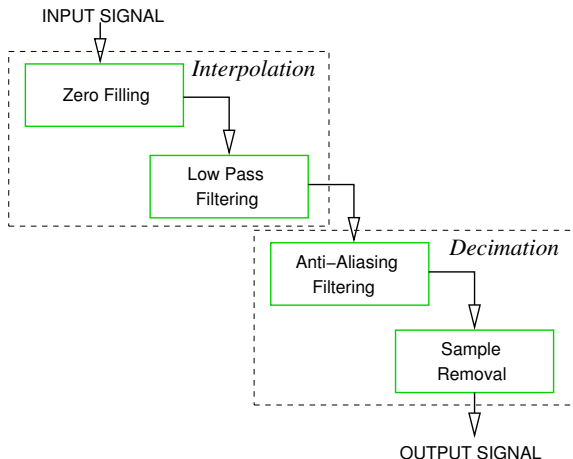 INPUT SIGNAL
Interpolation
Zero Filling
Low Pass
Filtering
Decimation
Anti−Aliasing
Filtering
Sample
Removal
OUTPUT SIGNAL